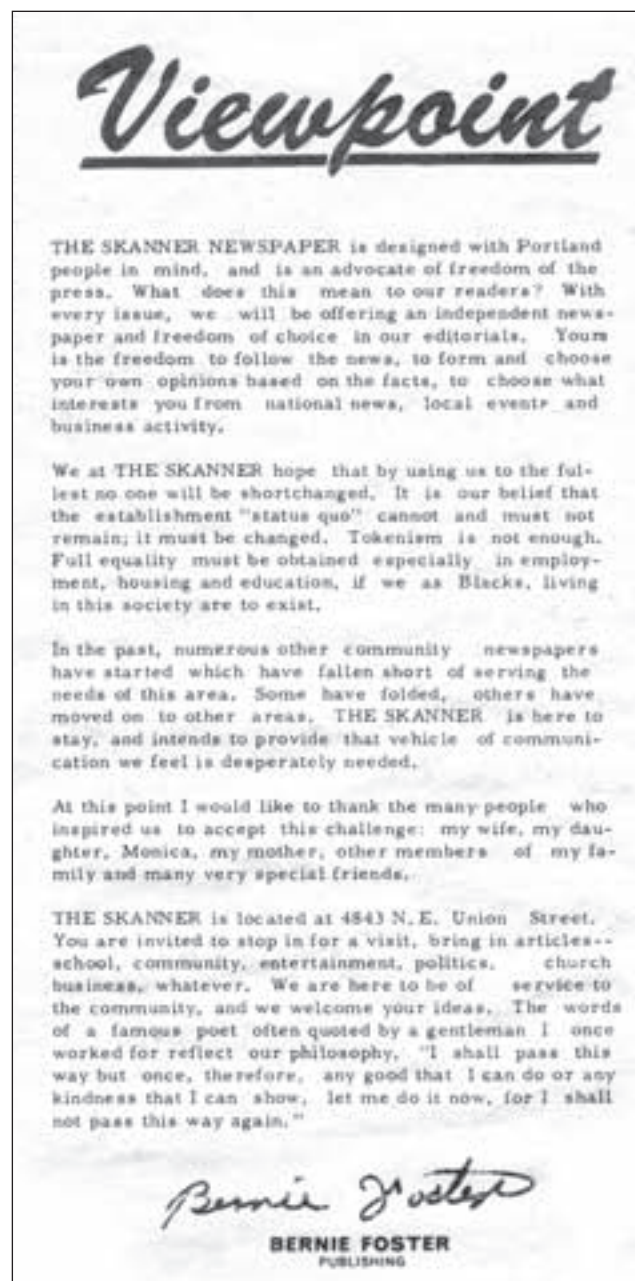 Viewpoint
THE SKANNER NEWSPAPER is designed with Portland
people in mind, and is an advocate of freedom of the
press. What does this mean to our readers? With
every issue, we will be offering an independent news-
paper and freedom of choice in our editorials. Yours
is the freedom to follow the news, to form and choose
your own opinions based on the facts, to choose what
interests you from national news, local events and
business activity.
We at THE SKANNER hope that by using us to the ful-
lest no one will be shortchanged. It is our belief that
the establishment "status quo" cannot and must not
remain; it must be changed. Tokenism is not enough.
Full equality must be obtained especially in employ-
ment, housing and education, if we as Blacks, living
in this society are to exist.
In the past, numerous other community newspapers
have started which have fallen short of serving the
needs of this area. Some have folded, others have
moved on to other areas. THE SKANNER is here to
stay, and intends to provide that vehicle of communi-
cation we feel is desperately needed.
At this point I would like to thank the many people who
inspired us to accept this challenge: my wife, my dau-
ghter, Monica, my mother, other members of my fa-
mily and many very special friends.
THE SKANNER is located at 4843 N.E. Union Street.
You are invited to stop in for a visit, bring in articles--
school, community, entertainment, politics, church
business, whatever. We are here to be of service to
the community, and we welcome your ideas. The words
of a famous poet often quoted by a gentleman I once
worked for reflect our philosophy, "I shall pass this
way but once, therefore, any good that I can do or any
kindness that I can show, let me do it now, for I shall
not pass this way again."
Bernie Foster
BERNIE FOSTER
PUBLISHING